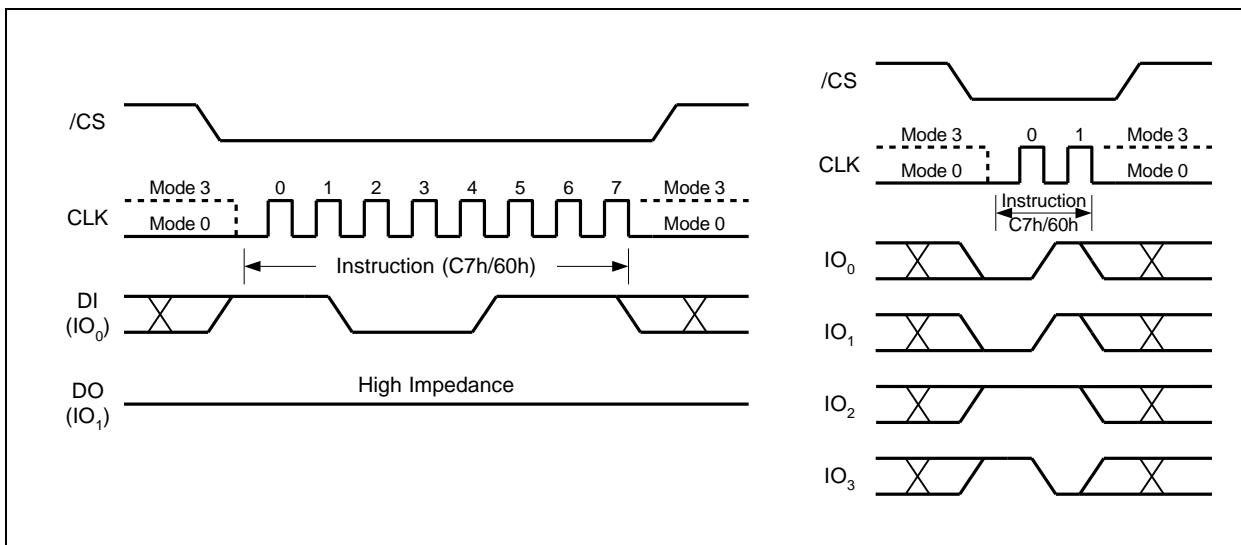 /CS
Mode 3 0 1 2 3 4 5 6 7 Mode 3
CLK
Mode 0 Mode 0
Instruction (C7h/60h)
DI
(IO0)
High Impedance
DO
(IO1)
/CS
Mode 3 0 1 Mode 3
CLK
Mode 0 Mode 0
Instruction
C7h/60h
IO0
IO1
IO2
IO3